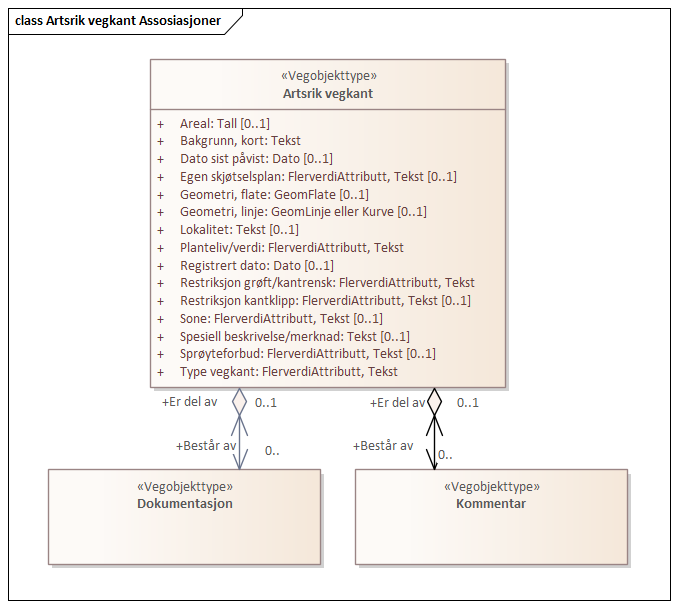 class Artsrik vegkant Assosiasjoner
«Vegobjekttype»
Artsrik vegkant
+ Areal: Tall [0..1]
+ Bakgrunn, kort: Tekst
+ Dato sist påvist: Dato [0..1]
+ Egen skjøtselsplan: FlerverdiAttributt, Tekst [0..1]
+ Geometri, flate: GeomFlate [0..1]
+ Geometri, linje: GeomLinje eller Kurve [0..1]
+ Lokalitet: Tekst [0..1]
+ Planteliv/verdi: FlerverdiAttributt, Tekst
+ Registrert dato: Dato [0..1]
+ Restriksjon grøft/kantrensk: FlerverdiAttributt, Tekst
+ Restriksjon kantklipp: FlerverdiAttributt, Tekst [0..1]
+ Sone: FlerverdiAttributt, Tekst [0..1]
+ Spesiell beskrivelse/merknad: Tekst [0..1]
+ Sprøyteforbud: FlerverdiAttributt, Tekst [0..1]
+ Type vegkant: FlerverdiAttributt, Tekst
+Er del av 0..1 +Er del av 0..1
+Består av 0.. +Består av 0..
«Vegobjekttype» «Vegobjekttype»
Dokumentasjon Kommentar